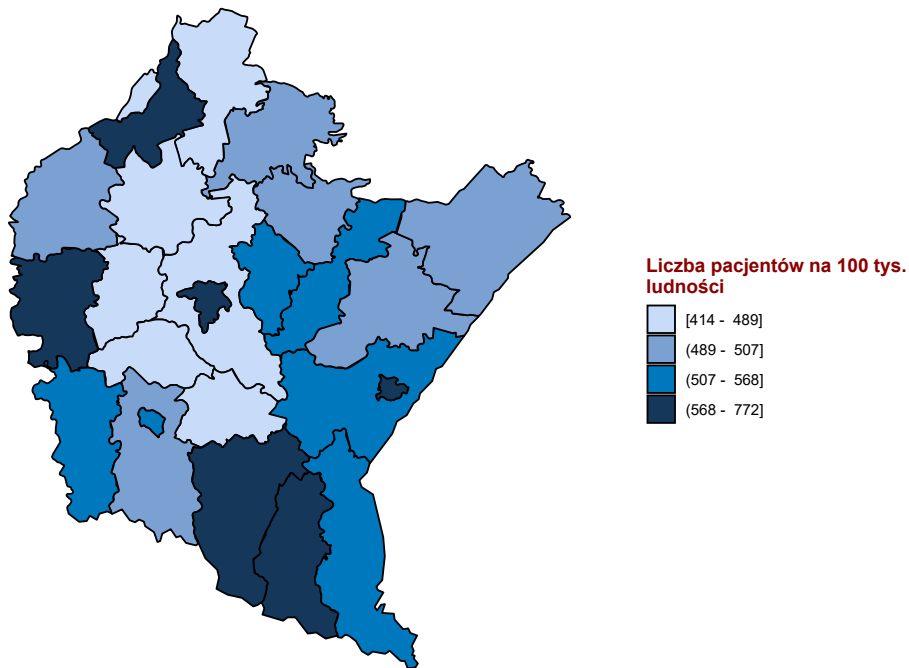 Liczba pacjentów na 100 tys.
ludności
[414 - 489]
(489 - 507]
(507 - 568]
(568 - 772]